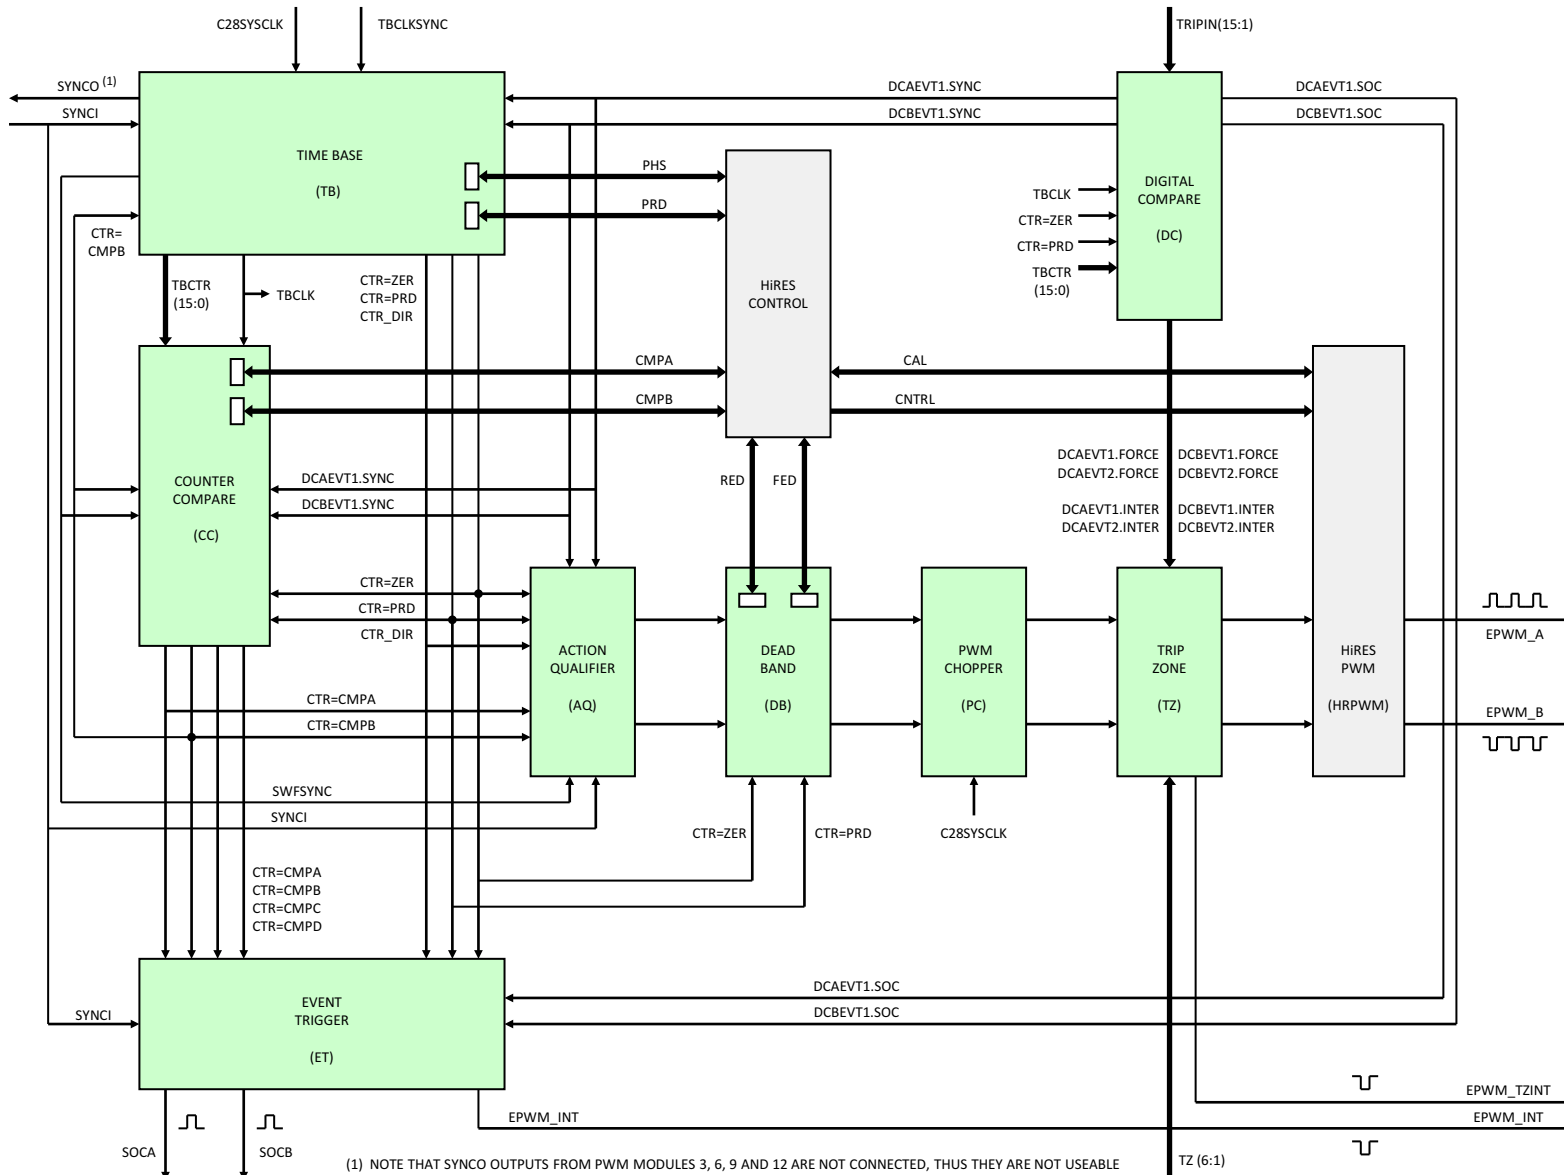 C28SYSCLK
TBCLKSYNC
TRIPIN(15:1)
SYNCO (1)
DCAEVT1.SYNC
DCAEVT1.SOC
SYNCI
DCBEVT1.SYNC
DCBEVT1.SOC
TIME BASE
(TB)
PHS
PRD
DIGITAL
COMPARE
(DC)
TBCLK
CTR=ZER
CTR=PRD
TBCTR
(15:0)
CTR=
CMPB
TBCTR
(15:0)
TBCLK
CTR=ZER
CTR=PRD
CTR_DIR
HiRES
CONTROL
CMPA
CAL
CMPB
CNTRL
COUNTER
COMPARE
(CC)
DCAEVT1.SYNC
DCBEVT1.SYNC
RED
FED
DCAEVT1.FORCE
DCBEVT1.FORCE
DCAEVT2.FORCE
DCBEVT2.FORCE
DCAEVT1.INTER
DCBEVT1.INTER
DCAEVT2.INTER
DCBEVT2.INTER
CTR=ZER
CTR=PRD
CTR_DIR
ACTION
QUALIFIER
(AQ)
DEAD
BAND
(DB)
PWM
CHOPPER
(PC)
TRIP
ZONE
(TZ)
HiRES
PWM
(HRPWM)
EPWM_A
EPWM_B
CTR=CMPA
CTR=CMPB
SWFSYNC
SYNCI
CTR=ZER
CTR=PRD
C28SYSCLK
CTR=CMPA
CTR=CMPB
CTR=CMPC
CTR=CMPD
DCAEVT1.SOC
DCBEVT1.SOC
SYNCI
EVENT
TRIGGER
(ET)
EPWM_TZINT
EPWM_INT
EPWM_INT
SOCA
SOCB
(1) NOTE THAT SYNCO OUTPUTS FROM PWM MODULES 3, 6, 9 AND 12 ARE NOT CONNECTED, THUS THEY ARE NOT USEABLE
TZ (6:1)